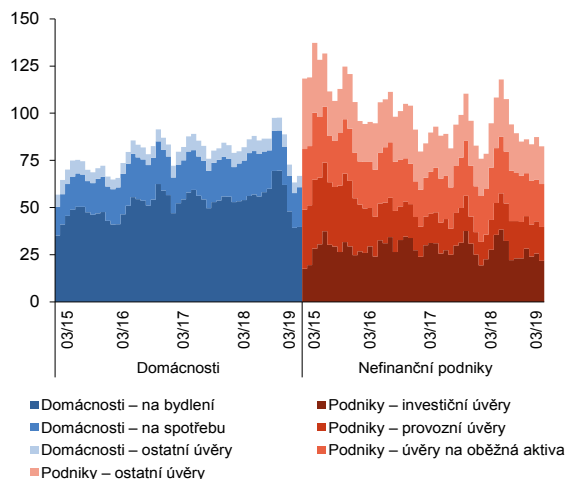 150
125
100
75
50
25
0
03/15
03/16
03/17
03/18
03/19
03/15
03/16
03/17
03/18
03/19
Domácnosti
Nefinanční podniky
Domácnosti – na bydlení
Podniky – investiční úvěry
Domácnosti – na spotřebu
Podniky – provozní úvěry
Domácnosti – ostatní úvěry
Podniky – úvěry na oběžná aktiva
Podniky – ostatní úvěry